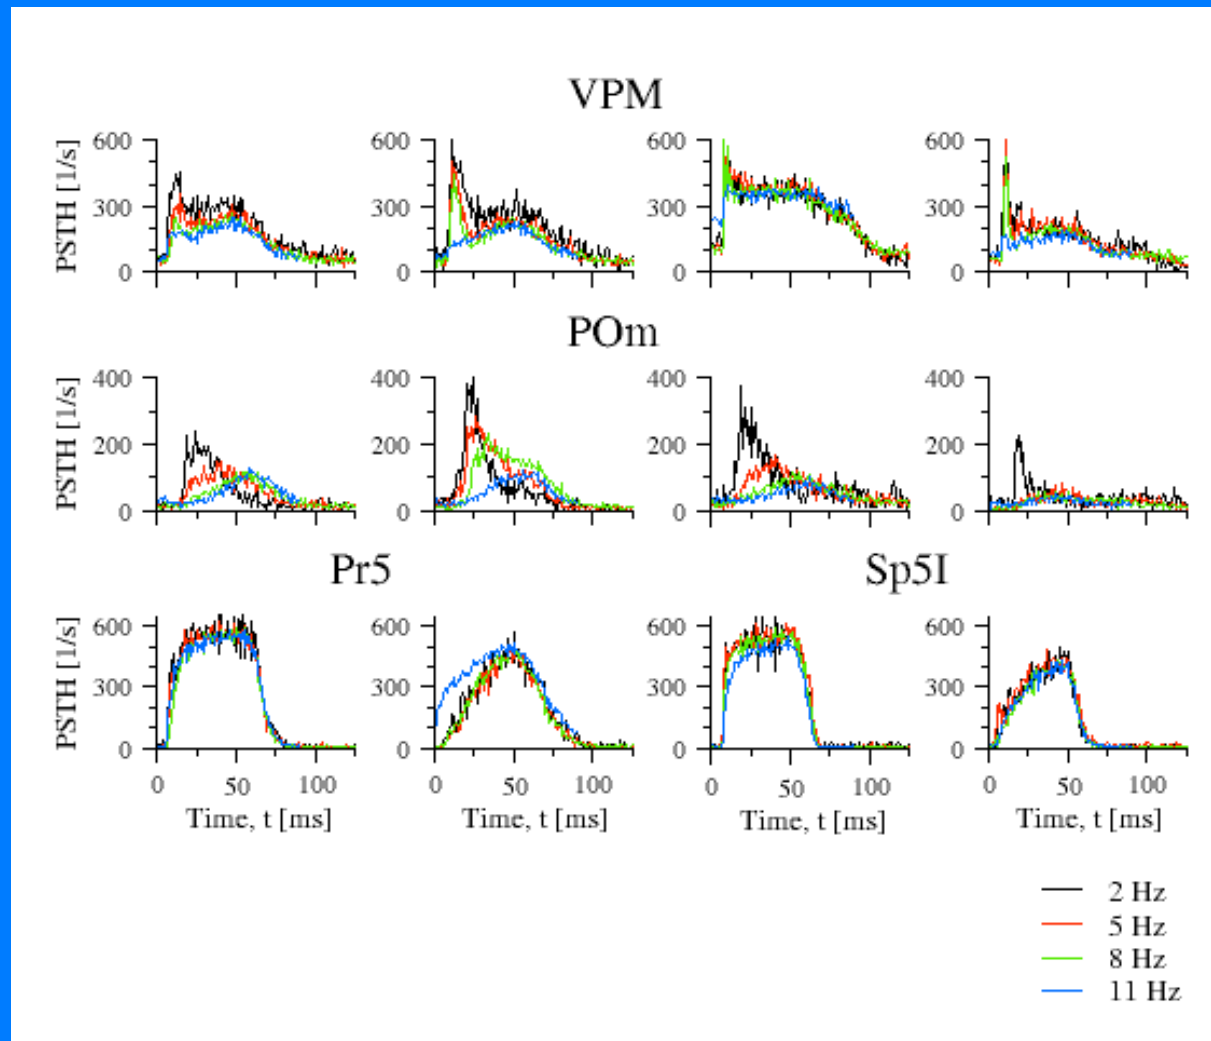 VPM
PSTH [1/s]
600 600 600 600
300 300 300 300
0 0 0 0
POm
PSTH [1/s]
400 400 400 400
200 200 200 200
0 0 0 0
Pr5 Sp5I
PSTH [1/s]
600 600 600 600
300 300 300 300
0 0 0 0
0 50 100 0 50 100 0 50 100 0 50 100
Time, t [ms] Time, t [ms] Time, t [ms] Time, t [ms]
2 Hz
5 Hz
8 Hz
11 Hz